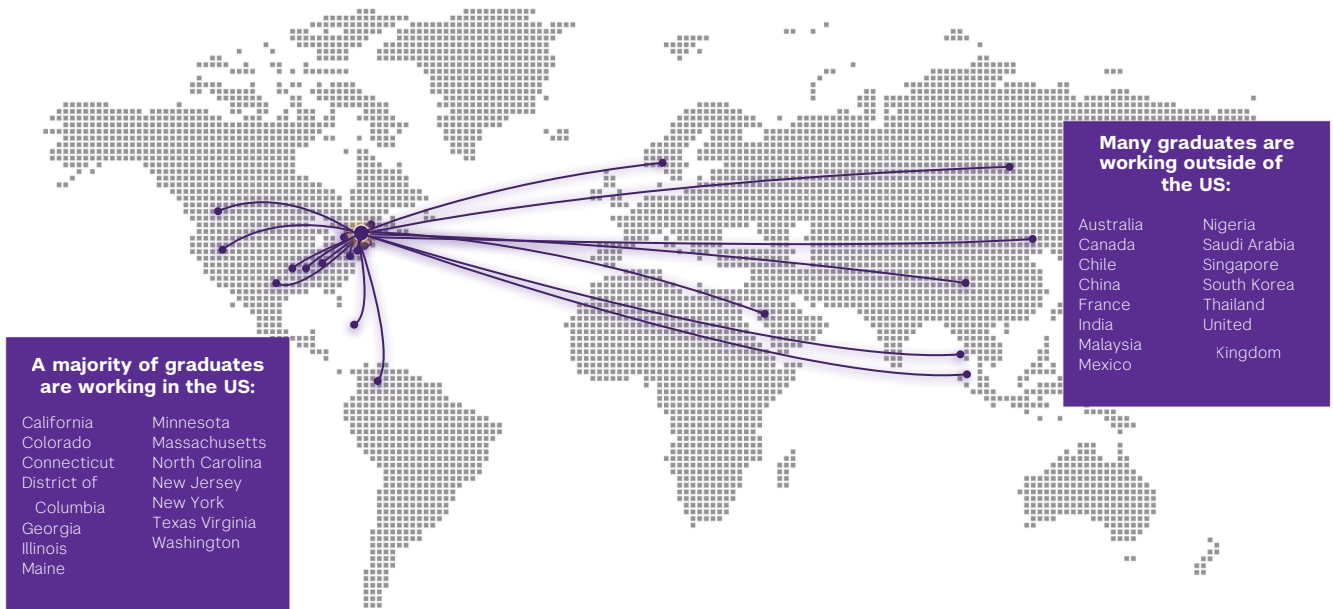 Many graduates are
working outside of
the US:
Australia
Canada
Chile
China
France
India
Malaysia
Mexico
Nigeria
Saudi Arabia
Singapore
South Korea
Thailand
United
Kingdom
A majority of graduates
are working in the US:
California
Colorado
Connecticut
District of
Columbia
Georgia
Illinois
Maine
Minnesota
Massachusetts
North Carolina
New Jersey
New York
Texas Virginia
Washington